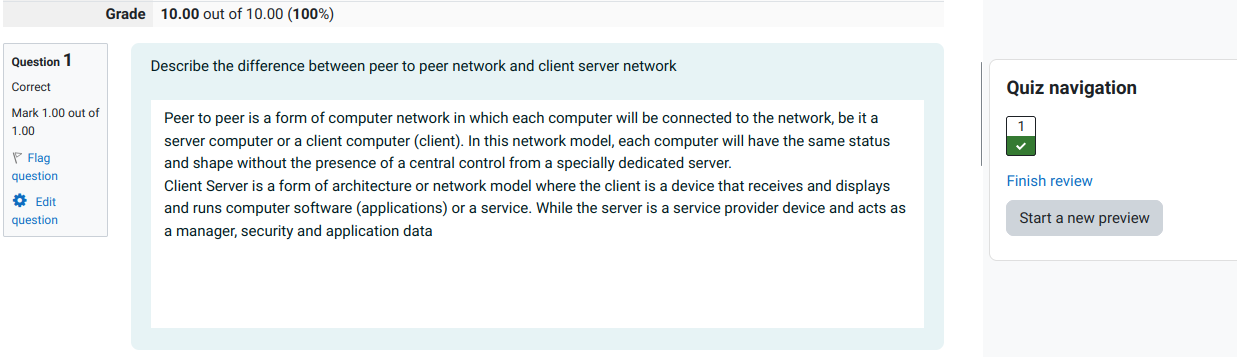 Grade 10.00 out of 10.00 (100%)
Question 1
Correct
Mark 1.00 out of
1.00
Flag
question
Edit
question
Describe the difference between peer to peer network and client server network
Peer to peer is a form of computer network in which each computer will be connected to the network, be it a
server computer or a client computer (client). In this network model, each computer will have the same status
and shape without the presence of a central control from a specially dedicated server.
Client Server is a form of architecture or network model where the client is a device that receives and displays
and runs computer software (applications) or a service. While the server is a service provider device and acts as
a manager, security and application data
Quiz navigation
1
Finish review
Start a new preview